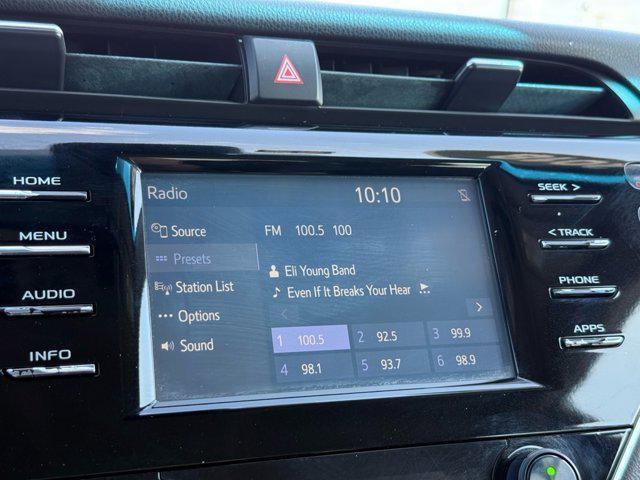 HOME
MENU
AUDIO
INFO
Radio
10:10
Source
Presets
Station List
Options
Sound
FM 100.5 100
Eli Young Band
Even If It Breaks Your Hear
1 100.5
2 92.5
3 99.9
4 98.1
5 93.7
6 98.9
SEEK >
< TRACK
PHONE
APPS